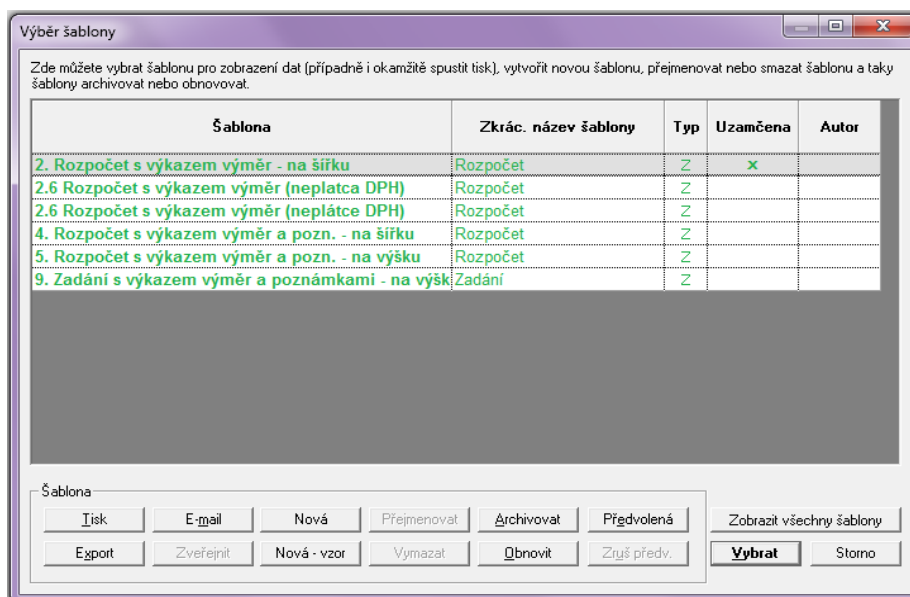 Výběr šablony
Zde můžete vybrat šablonu pro zobrazení dat (případně i okamžitě spustit tisk), vytvořit novou šablonu, přejmenovat nebo smazat šablonu a taky
šablony archivovat nebo obnovovat.
Šablona Zkrác. název šablony Typ Uzamčena Autor
2. Rozpočet s výkazem výměr - na šířku Rozpočet Z x
2.6 Rozpočet s výkazem výměr (neplatca DPH) Rozpočet Z
2.6 Rozpočet s výkazem výměr (neplátce DPH) Rozpočet Z
4. Rozpočet s výkazem výměr a pozn. - na šířku Rozpočet Z
5. Rozpočet s výkazem výměr a pozn. - na výšku Rozpočet Z
9. Zadání s výkazem výměr a poznámkami - na výšk Zadání Z
Šablona
Tisk E-mail Nová Přejmenovat Archivovat Předvolená Zobrazit všechny šablony
Export Zveřejnit Nová - vzor Vymazat Obnovit Zruš předv. Vybrat Storno